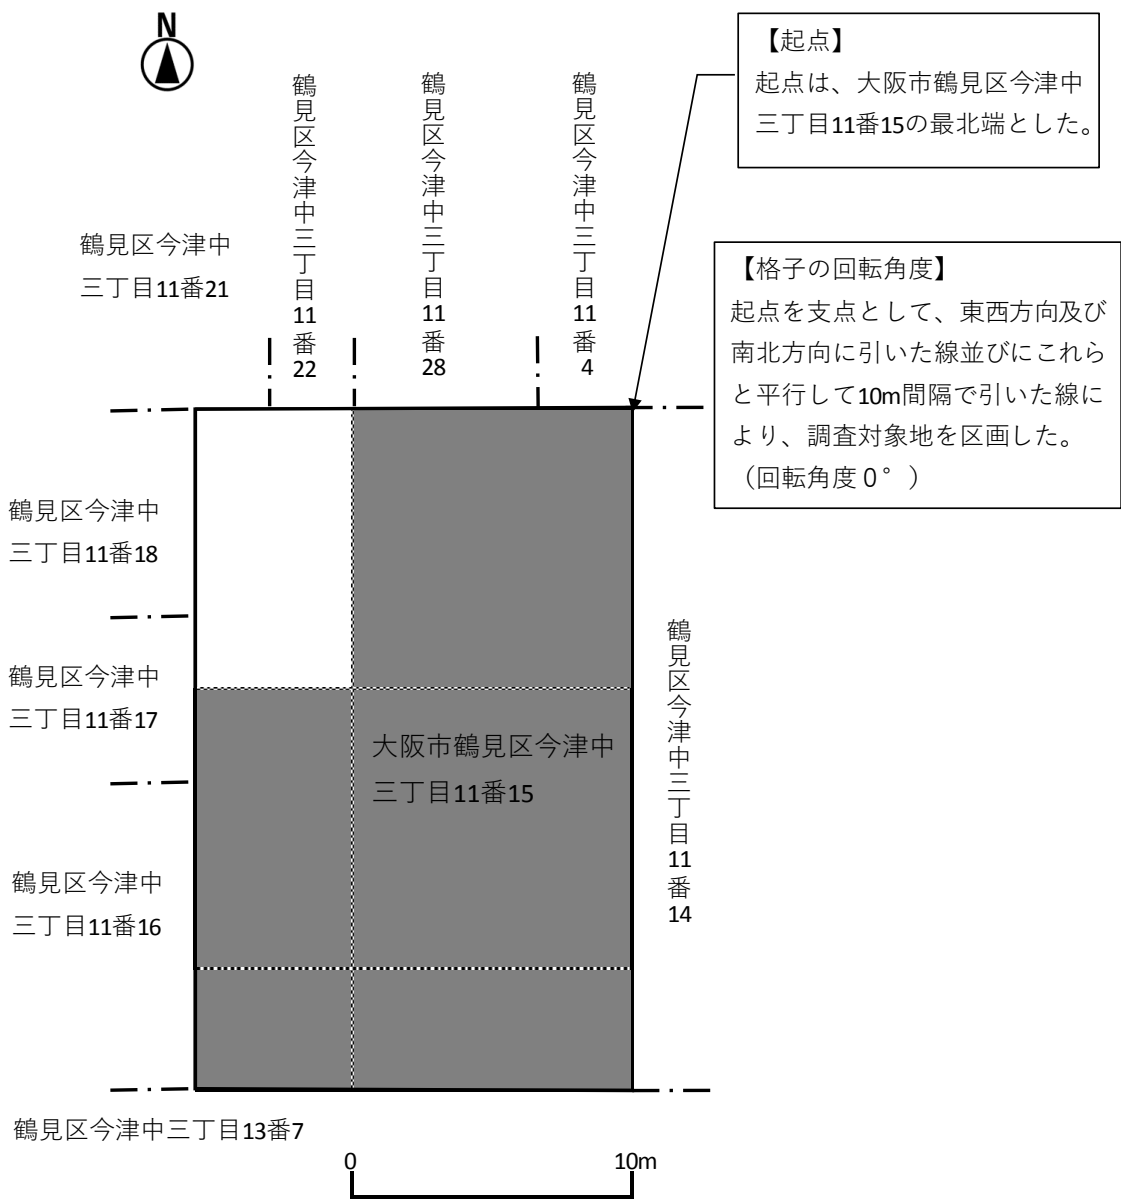 N
【起点】
起点は、大阪市鶴見区今津中
三丁目11番15の最北端とした。
鶴見区今津中三丁目11番22
鶴見区今津中三丁目11番28
鶴見区今津中三丁目11番4
鶴見区今津中
三丁目11番21
【格子の回転角度】
起点を支点として、東西方向及び
南北方向に引いた線並びにこれら
と平行して10m間隔で引いた線に
より、調査対象地を区画した。
（回転角度０°）
鶴見区今津中
三丁目11番18
鶴見区今津中
三丁目11番17
鶴見区今津中三丁目11番14
大阪市鶴見区今津中
三丁目11番15
鶴見区今津中
三丁目11番16
鶴見区今津中三丁目13番7
0
10m